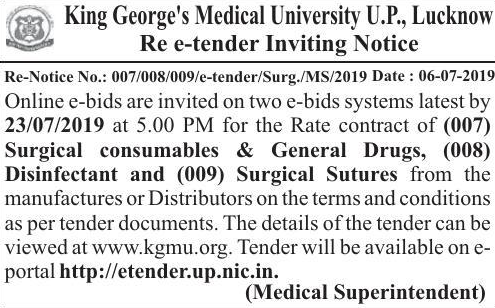 King George's Medical University U.P., Lucknow
Re e-tender Inviting Notice
Re-Notice No.: 007/008/009/e-tender/Surg./MS/2019 Date : 06-07-2019
Online e-bids are invited on two e-bids systems latest by
23/07/2019 at 5.00 PM for the Rate contract of (007)
Surgical consumables & General Drugs, (008)
Disinfectant and (009) Surgical Sutures from the
manufactures or Distributors on the terms and conditions
as per tender documents. The details of the tender can be
viewed at www.kgmu.org. Tender will be available on e-
portal http://etender.up.nic.in.
(Medical Superintendent)